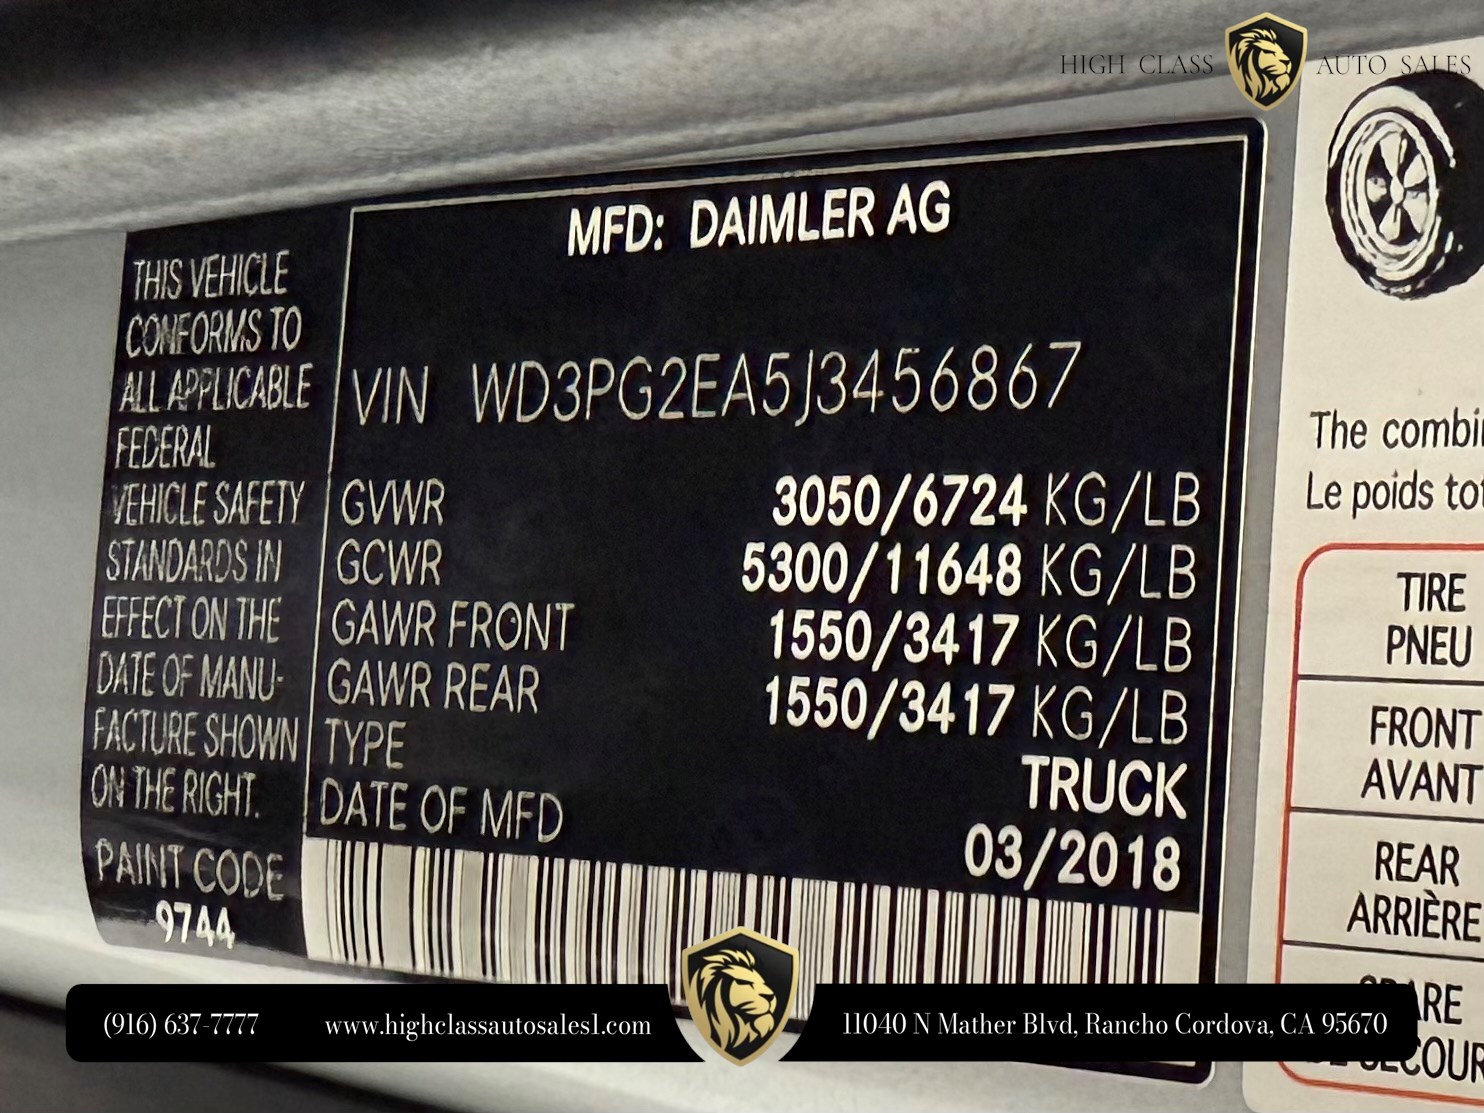 HIGH CLASS AUTO SALES
MFD: DAIMLER AG
THIS VEHICLE
CONFORMS TO
ALL APPLICABLE
FEDERAL
VEHICLE SAFETY
STANDARDS IN
EFFECT ON THE
DATE OF MANU-
FACTURE SHOWN
ON THE RIGHT.
PAINT CODE
9744
VIN WD3PG2EA5J3456867
GVWR 3050/6724 KG/LB
GCWR 5300/11648 KG/LB
GAWR FRONT 1550/3417 KG/LB
GAWR REAR 1550/3417 KG/LB
TYPE TRUCK
DATE OF MFD 03/2018
The combi
Le poids to
TIRE
PNEU
FRONT
AVANT
REAR
ARRIÈRE
(916) 637-7777 www.highclassautosales1.com 11040 N Mather Blvd, Rancho Cordova, CA 95670